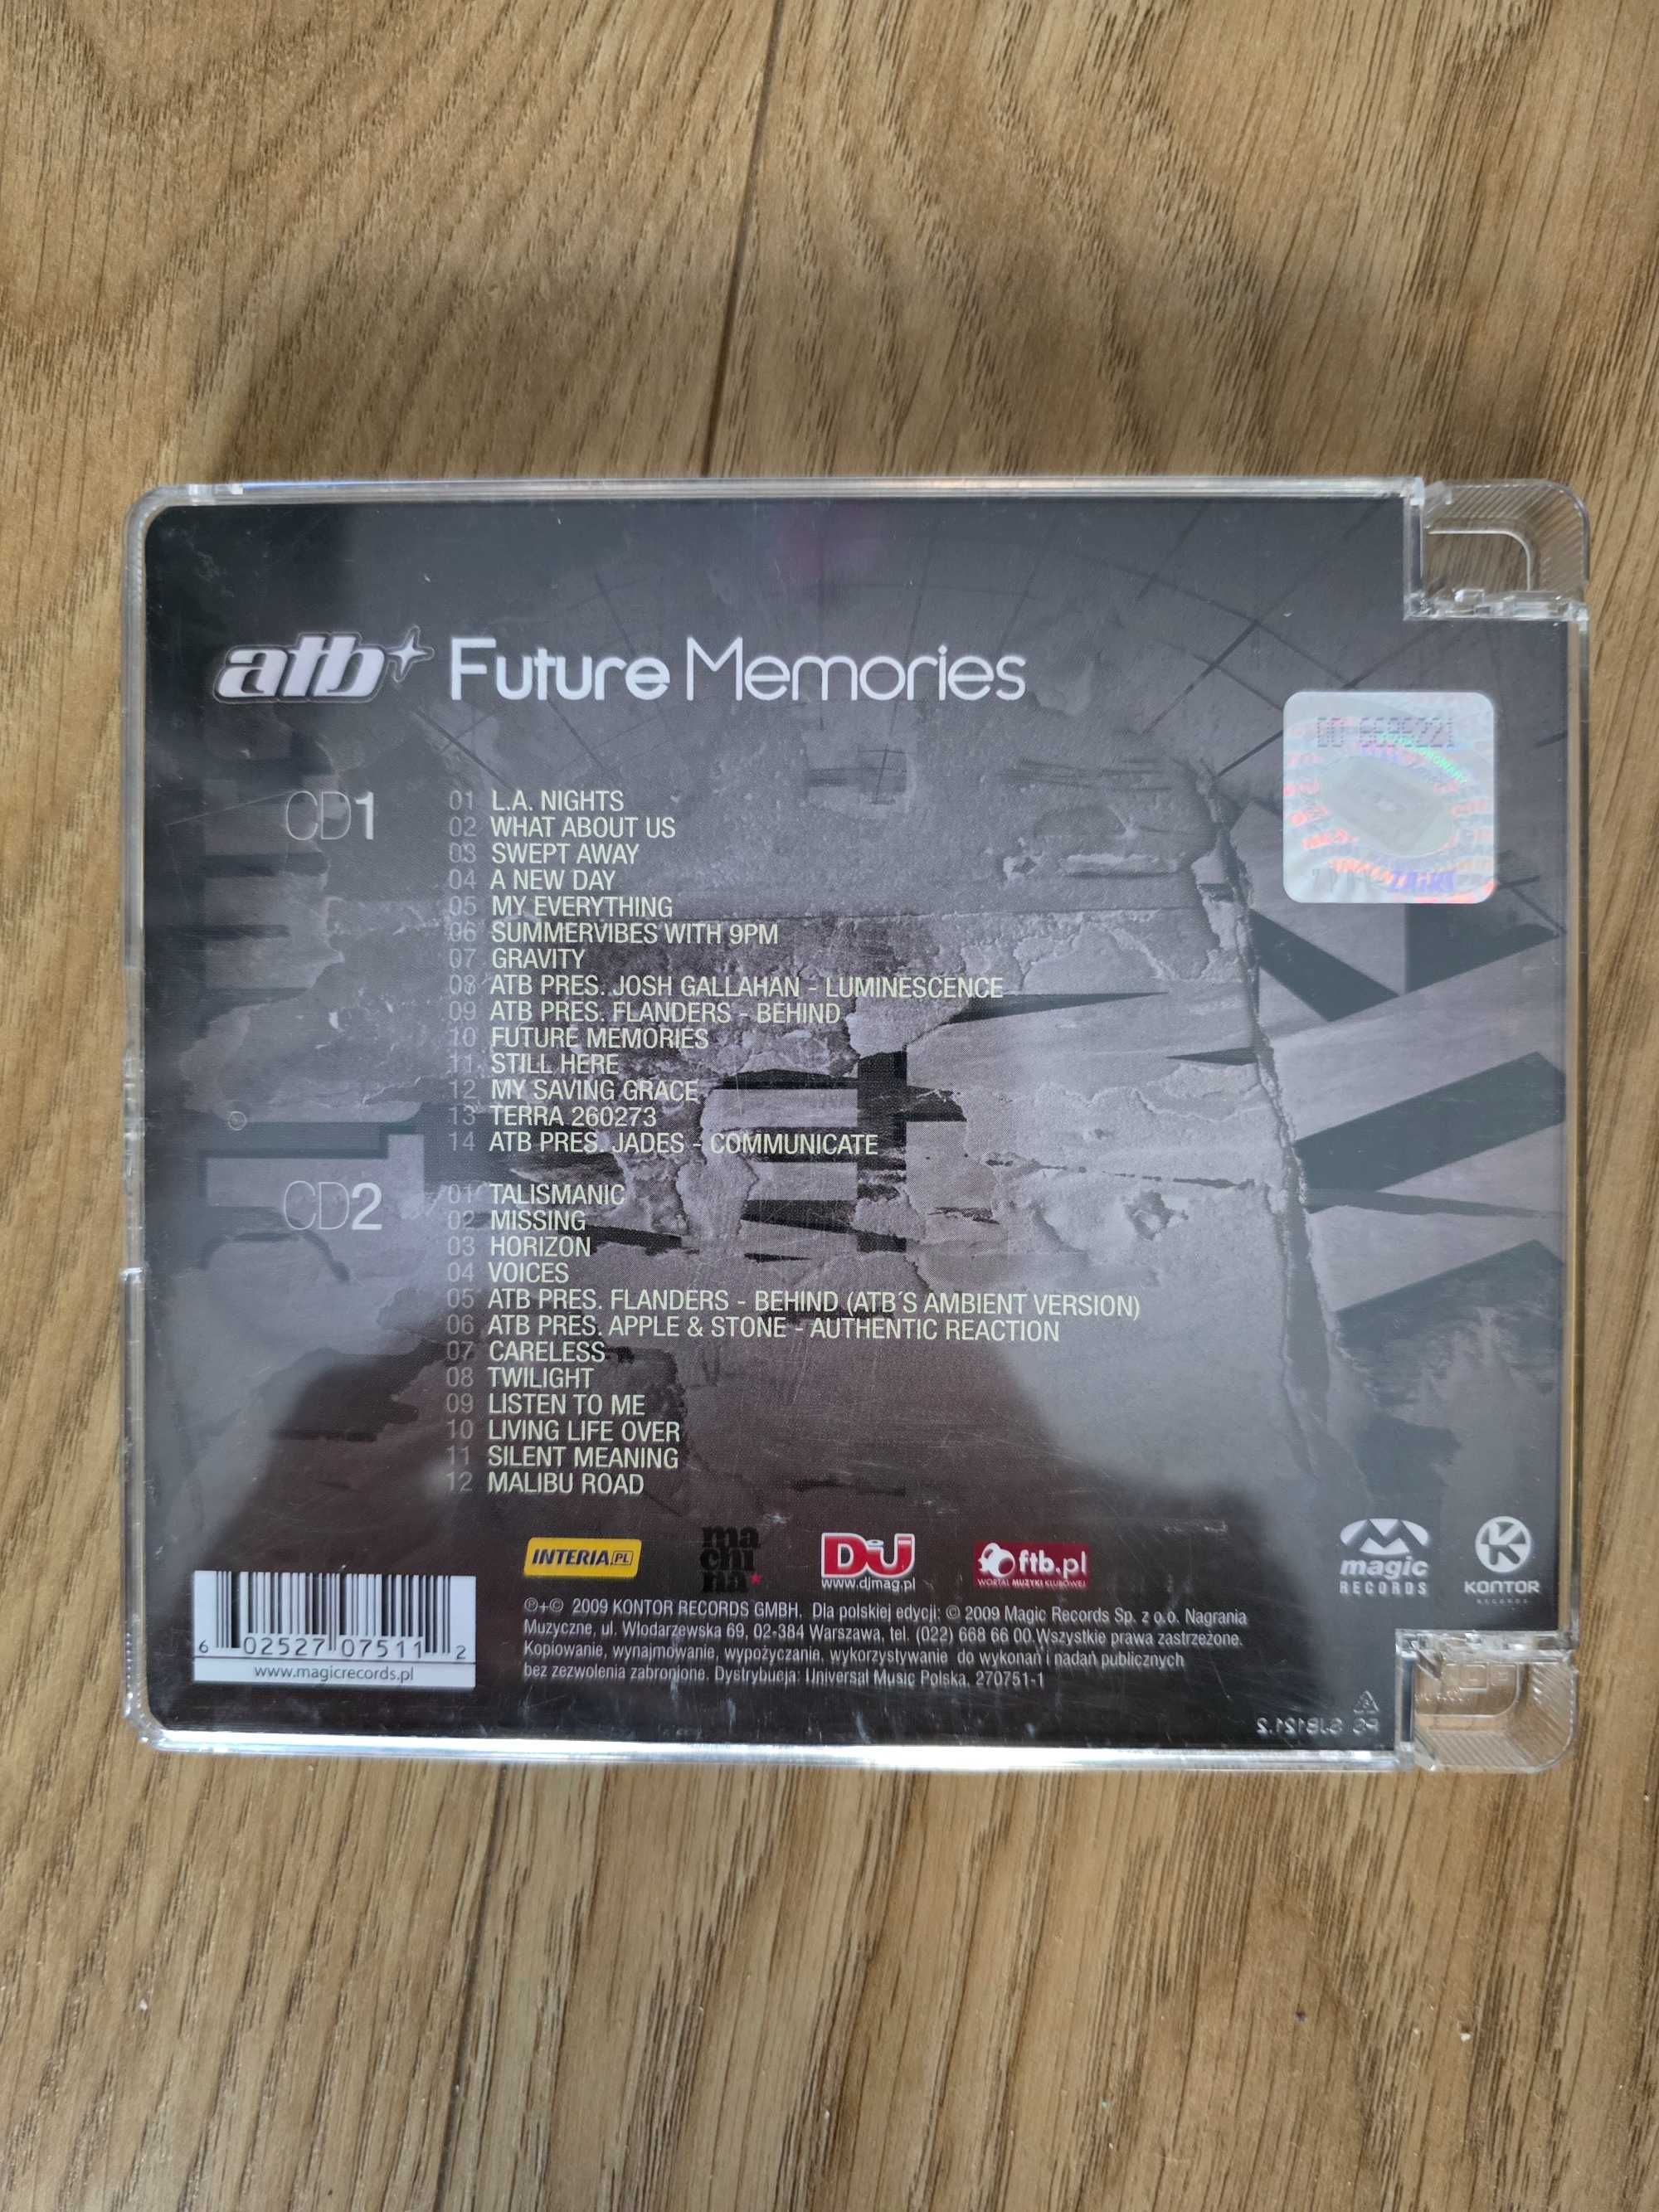 atb Future Memories
CD1
01 L.A. NIGHTS
02 WHAT ABOUT US
03 SWEPT AWAY
04 A NEW DAY
05 MY EVERYTHING
06 SUMMERVIBES WITH 9PM
07 GRAVITY
08 ATB PRES. JOSH GALLAHAN - LUMINESCENCE
09 ATB PRES. FLANDERS - BEHIND
10 FUTURE MEMORIES
11 STILL HERE
12 MY SAVING GRACE
13 TERRA 260273
14 ATB PRES. JADES - COMMUNICATE
CD2
01 TALISMANIC
02 MISSING
03 HORIZON
04 VOICES
05 ATB PRES. FLANDERS - BEHIND (ATB´S AMBIENT VERSION)
06 ATB PRES. APPLE & STONE - AUTHENTIC REACTION
07 CARELESS
08 TWILIGHT
09 LISTEN TO ME
10 LIVING LIFE OVER
11 SILENT MEANING
12 MALIBU ROAD
INTERIA.PL
ma
chi
na
DJ
www.djmag.pl
ftb.pl
WORTAL MUZYKI KLUBOWEJ
magic
RECORDS
KONTOR
RECORDS
6 02527 07511 2
www.magicrecords.pl
℗+© 2009 KONTOR RECORDS GMBH, Dla polskiej edycji: © 2009 Magic Records Sp. z o.o. Nagrania
Muzyczne, ul. Włodarzewska 69, 02-384 Warszawa, tel. (022) 668 66 00.Wszystkie prawa zastrzeżone.
Kopiowanie, wynajmowanie, wypożyczanie, wykorzystywanie do wykonań i nadań publicznych
bez zezwolenia zabronione. Dystrybucja: Universal Music Polska, 270751-1